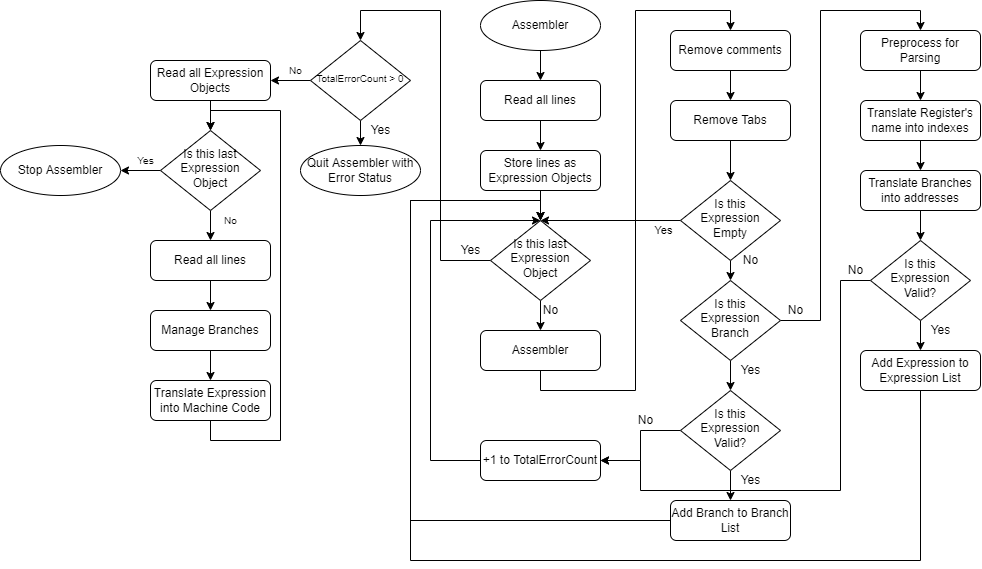 Assembler
Read all lines
Store lines as
Expression Objects
Is this last
Expression
Object
Yes
No
Assembler
Remove comments
Remove Tabs
Is this
Expression
Empty
Yes
No
Is this
Expression
Branch
No
Yes
Is this
Expression
Valid?
No
Yes
+1 to TotalErrorCount
Add Branch to Branch
List
Preprocess for
Parsing
Translate Register's
name into indexes
Translate Branches
into addresses
Is this
Expression
Valid?
No
Yes
Add Expression to
Expression List
TotalErrorCount > 0
No
Yes
Quit Assembler with
Error Status
Read all Expression
Objects
Is this last
Expression
Object
Yes
Stop Assembler
No
Read all lines
Manage Branches
Translate Expression
into Machine Code